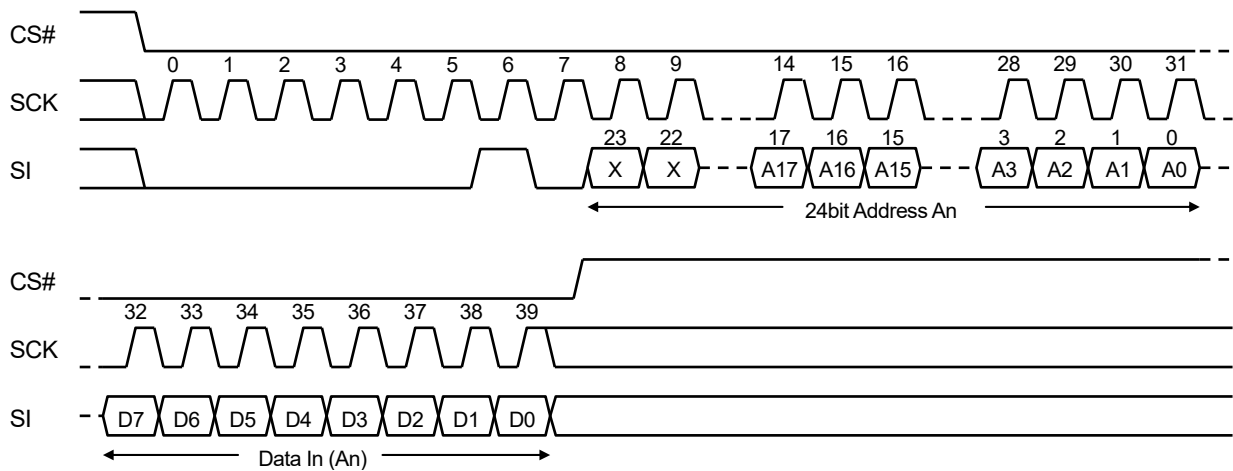 CS#
0 1 2 3 4 5 6 7 8 9 14 15 16 28 29 30 31
SCK
23 22 17 16 15 3 2 1 0
SI X X A17 A16 A15 A3 A2 A1 A0
24bit Address An
CS#
32 33 34 35 36 37 38 39
SCK
SI D7 D6 D5 D4 D3 D2 D1 D0
Data In (An)